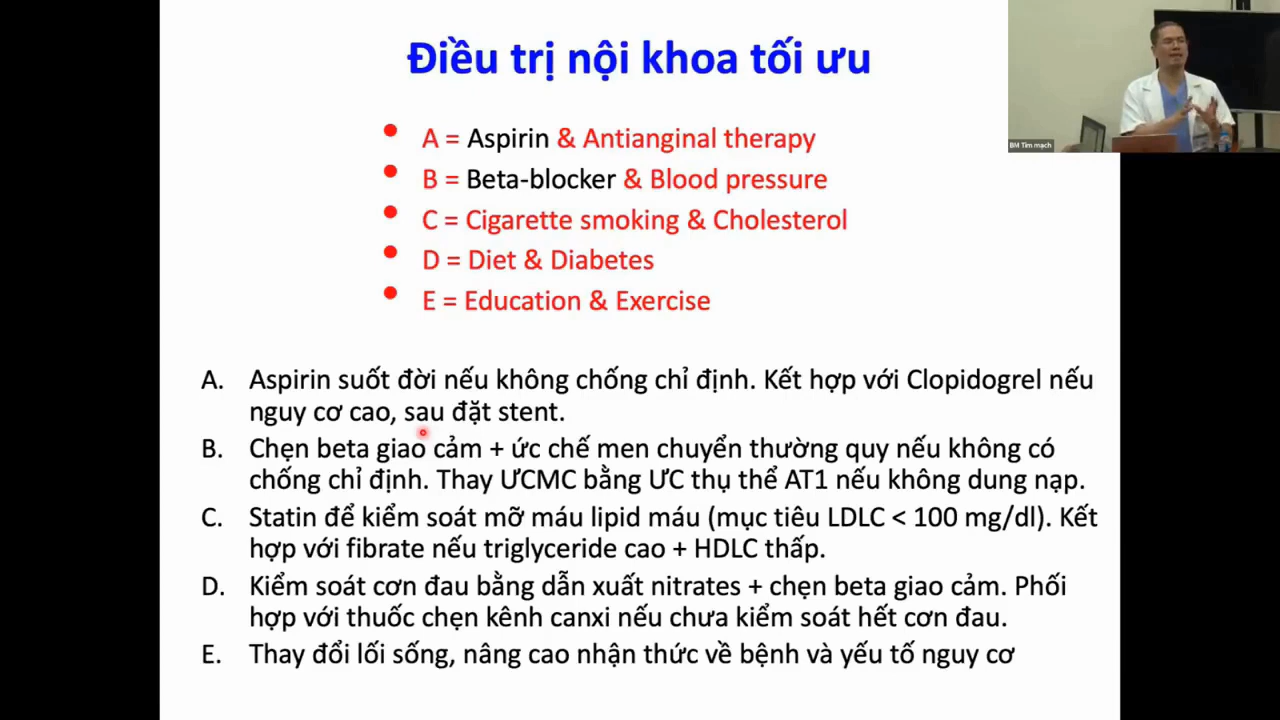 Điều trị nội khoa tối ưu
BM Tim mạch
• A = Aspirin & Antianginal therapy
• B = Beta-blocker & Blood pressure
• C = Cigarette smoking & Cholesterol
• D = Diet & Diabetes
• E = Education & Exercise
A. Aspirin suốt đời nếu không chống chỉ định. Kết hợp với Clopidogrel nếu
nguy cơ cao, sau đặt stent.
B. Chẹn beta giao cảm + ức chế men chuyển thường quy nếu không có
chống chỉ định. Thay ƯCMC bằng ƯC thụ thể AT1 nếu không dung nạp.
C. Statin để kiểm soát mỡ máu lipid máu (mục tiêu LDLC < 100 mg/dl). Kết
hợp với fibrate nếu triglyceride cao + HDLC thấp.
D. Kiểm soát cơn đau bằng dẫn xuất nitrates + chẹn beta giao cảm. Phối
hợp với thuốc chẹn kênh canxi nếu chưa kiểm soát hết cơn đau.
E. Thay đổi lối sống, nâng cao nhận thức về bệnh và yếu tố nguy cơ